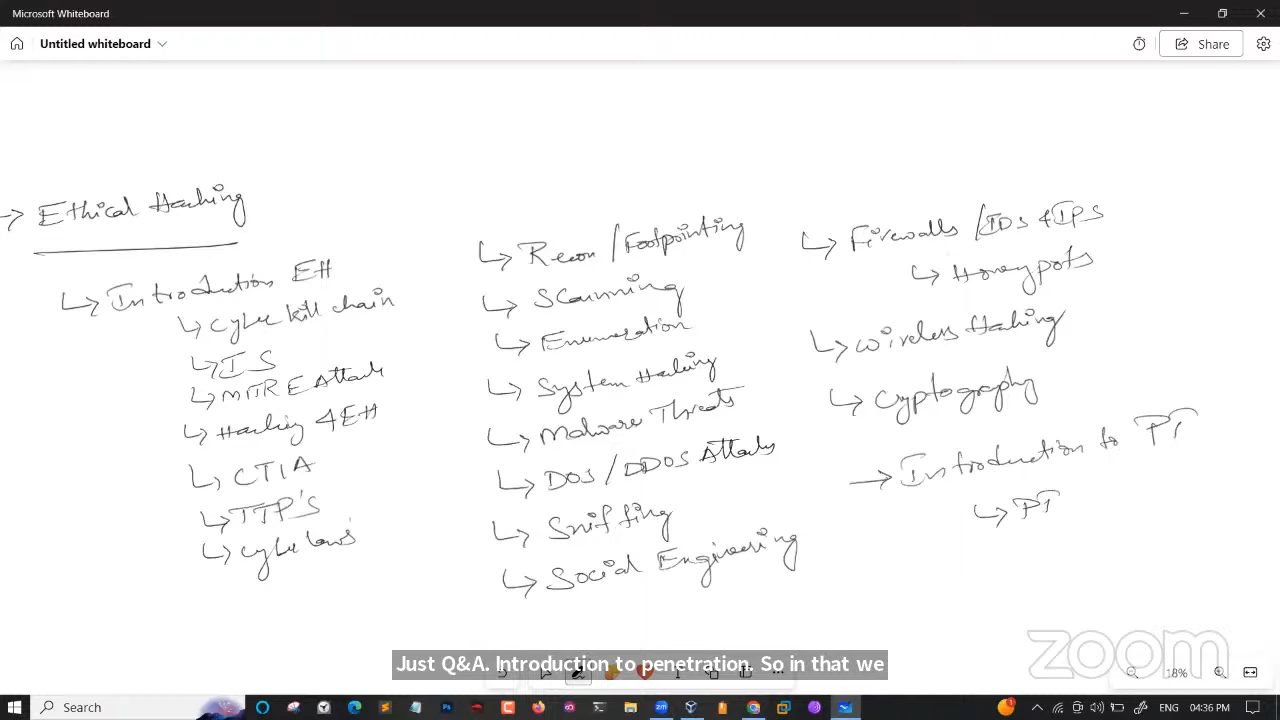 Microsoft Whiteboard
Untitled whiteboard
Share
Ethical Hacking
Introduction EH
Cyber kill chain
IS
MITRE Attack
Hacking & EH
CTIA
TTP's
Cyber laws
Recon / Footpointing
Scanning
Enumeration
System Hacking
Malware Threats
DOS / DDOS Attacks
Sniffing
Social Engineering
Firewalls / IDS & IPS
Honeypots
Wireless Hacking
Cryptography
Introduction to PT
PT
zoom
Just Q&A. Introduction to penetration. So in that we
18%
Search
ENG
04:36 PM